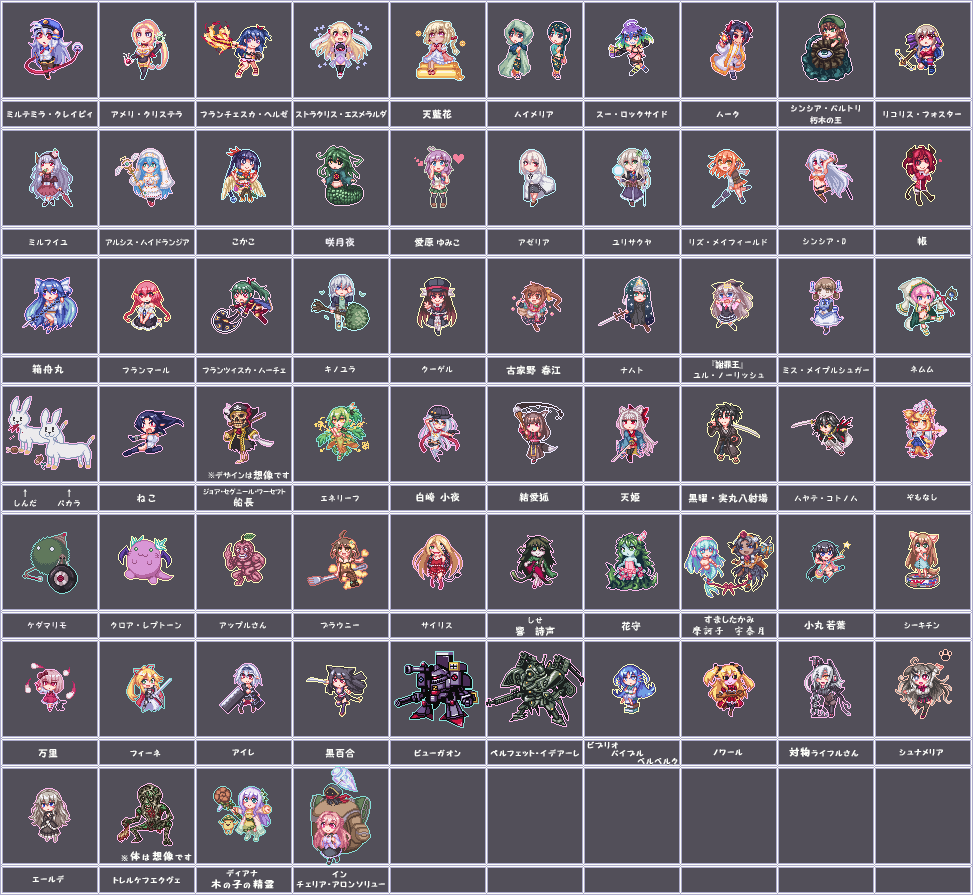 ミルテミラ・クレイピィ
アメリ・クリステラ
フランチェスカ・ヘルゼ
ストラクリス・エスメラルダ
天藍花
ハイメリア
スー・ロックサイド
ムーク
シンシア・バルトリ
朽木の王
リコリス・フォスター
ミルフイユ
アルシス・ハイドランジア
こかこ
咲月夜
愛原 ゆみこ
アゼリア
ユリサクヤ
リズ・メイフィールド
シンシア・D
帳
箱舟丸
フランマール
フランツィスカ・ムーチェ
キノユラ
ウーゲル
古家野 春江
ナハト
『謝罪王』
ユル・ノーリッシュ
ミス・メイプルシュガー
ネムム
↑ ↑
しんだ バカラ
ねこ
※デザインは想像です
ジョア・セグニール・ワーセフト
船長
エネリーフ
白崎 小夜
結愛狐
天姫
黒曜・実丸八射場
ハヤテ・コトノハ
ぞもなし
ケダマリモ
クロア・レプトーン
アップルさん
ブラウニー
サイリス
しせ
響 詩声
花守
すましたかみ
摩訶子 宇奈月
小丸 若葉
シーキチン
万里
フィーネ
アイレ
黒百合
ビューガオン
ペルフェット・イデアーレ
ビブリオ
バイブル
ベルベルク
ノワール
対物ライフルさん
シュナメリア
エールデ
※体は想像です
トレルケフエクヴェ
ディアナ
木の子の精霊
イン
チェリア・アロンソリュー